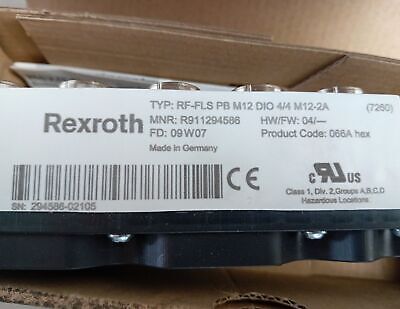 TYP: RF-FLS PB M12 DIO 4/4 M12-2A (7260)
Rexroth
MNR: R911294586 HW/FW: 04/—
FD: 09W07 Product Code: 066A hex
Made in Germany
c RU US
Class 1, Div. 2,Groups A,B,C,D
Hazardous Locations
SN: 294586-02105